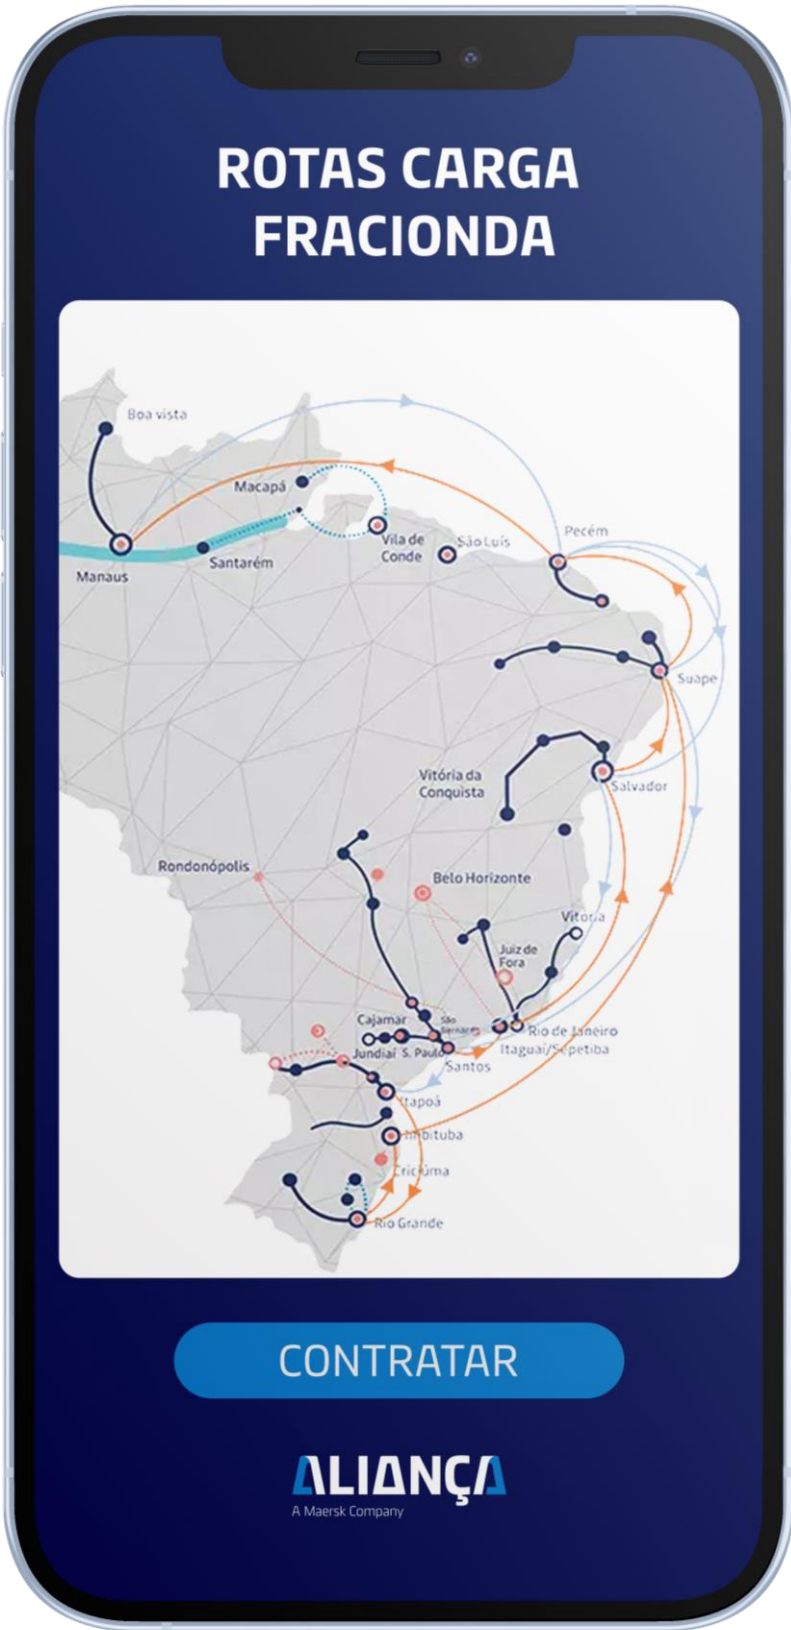 ROTAS CARGA
FRACIONDA
Boa vista
Macapá
Vila de
Conde
São Luís
Pecém
Santarém
Manaus
Suape
Vitória da
Conquista
Salvador
Rondonópolis
Belo Horizonte
Vitória
Juiz de
Fora
Cajamar
São
Bernardo
Rio de Janeiro
Jundiaí
S. Paulo
Itaguaí/Sepetiba
Santos
Itapoá
Imbituba
Criciúma
Rio Grande
CONTRATAR
ALIANÇA
A Maersk Company